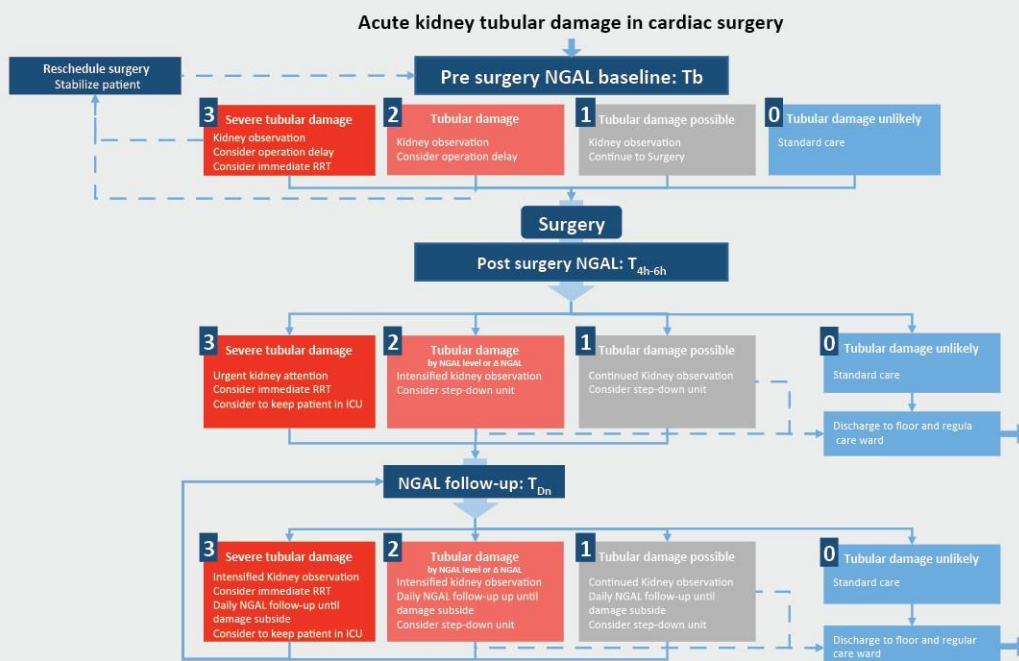 Acute kidney tubular damage in cardiac surgery
Reschedule surgery
Stabilize patient
Pre surgery NGAL baseline: Tb
3
Severe tubular damage
Kidney observation
Consider operation delay
Consider immediate RRT
2
Tubular damage
Kidney observation
Consider operation delay
1
Tubular damage possible
Kidney observation
Continue to Surgery
0
Tubular damage unlikely
Standard care
Surgery
Post surgery NGAL: T4h-6h
3
Severe tubular damage
Urgent kidney attention
Consider immediate RRT
Consider to keep patient in ICU
2
Tubular damage
by NGAL level or Δ NGAL
Intensified kidney observation
Consider step-down unit
1
Tubular damage possible
Continued Kidney observation
Consider step-down unit
0
Tubular damage unlikely
Standard care
Discharge to floor and regula
care ward
NGAL follow-up: TDn
3
Severe tubular damage
Intensified Kidney observation
Consider immediate RRT
Daily NGAL follow-up until
damage subside
Consider to keep patient in ICU
2
Tubular damage
by NGAL level or Δ NGAL
Intensified kidney observation
Daily NGAL follow-up up until
damage subside
Consider step-down unit
1
Tubular damage possible
Continued Kidney observation
Daily NGAL follow-up until
damage subside
Consider step-down unit
0
Tubular damage unlikely
Standard care
Discharge to floor and regular
care ward